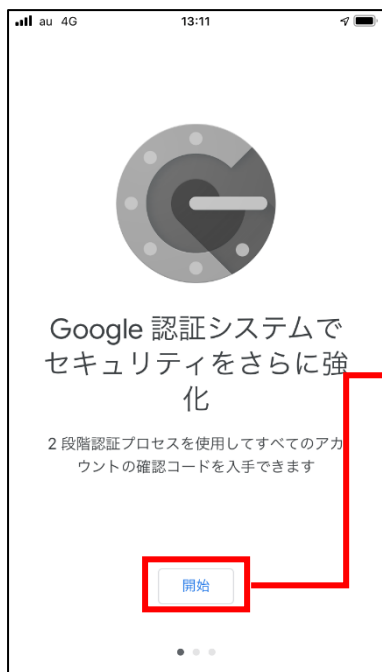 au 4G 13:11
Google 認証システムで
セキュリティをさらに強
化
2 段階認証プロセスを使用してすべてのアカ
ウントの確認コードを入手できます
開始